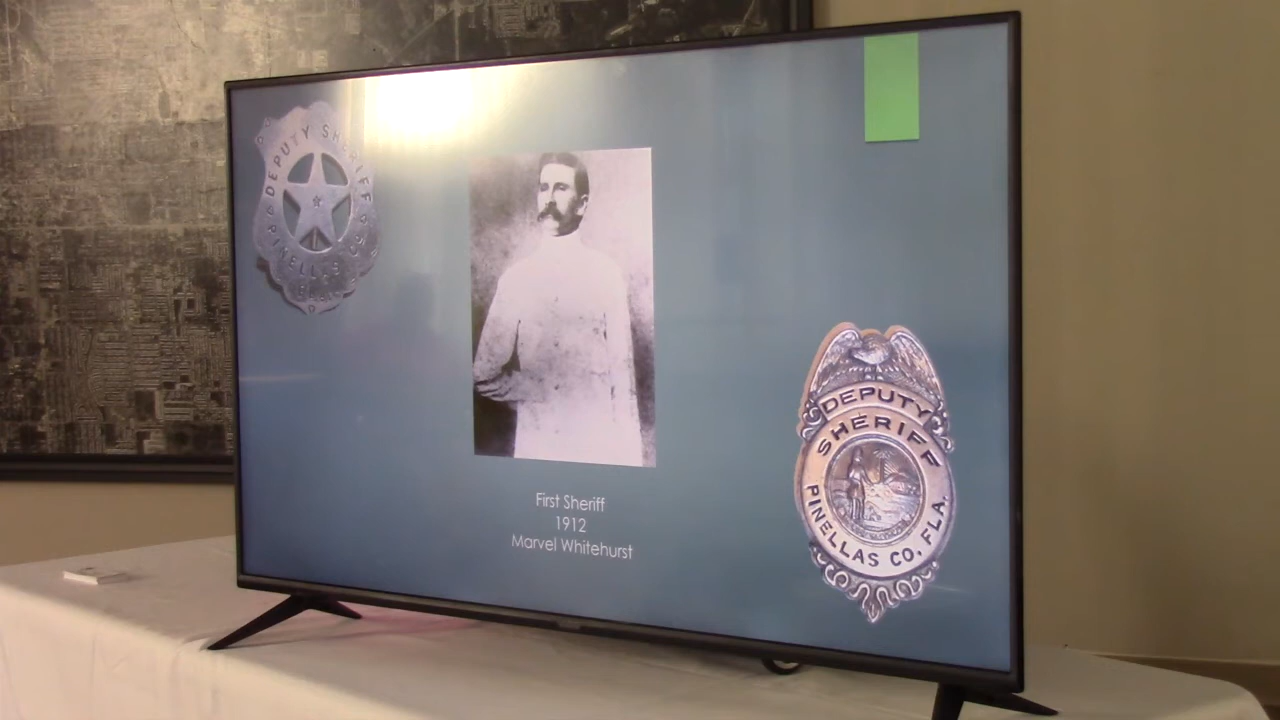 DEPUTY SHERIFF
PINELLAS CO.
First Sheriff
1912
Marvel Whitehurst
DEPUTY
SHERIFF
PINELLAS CO. FLA.